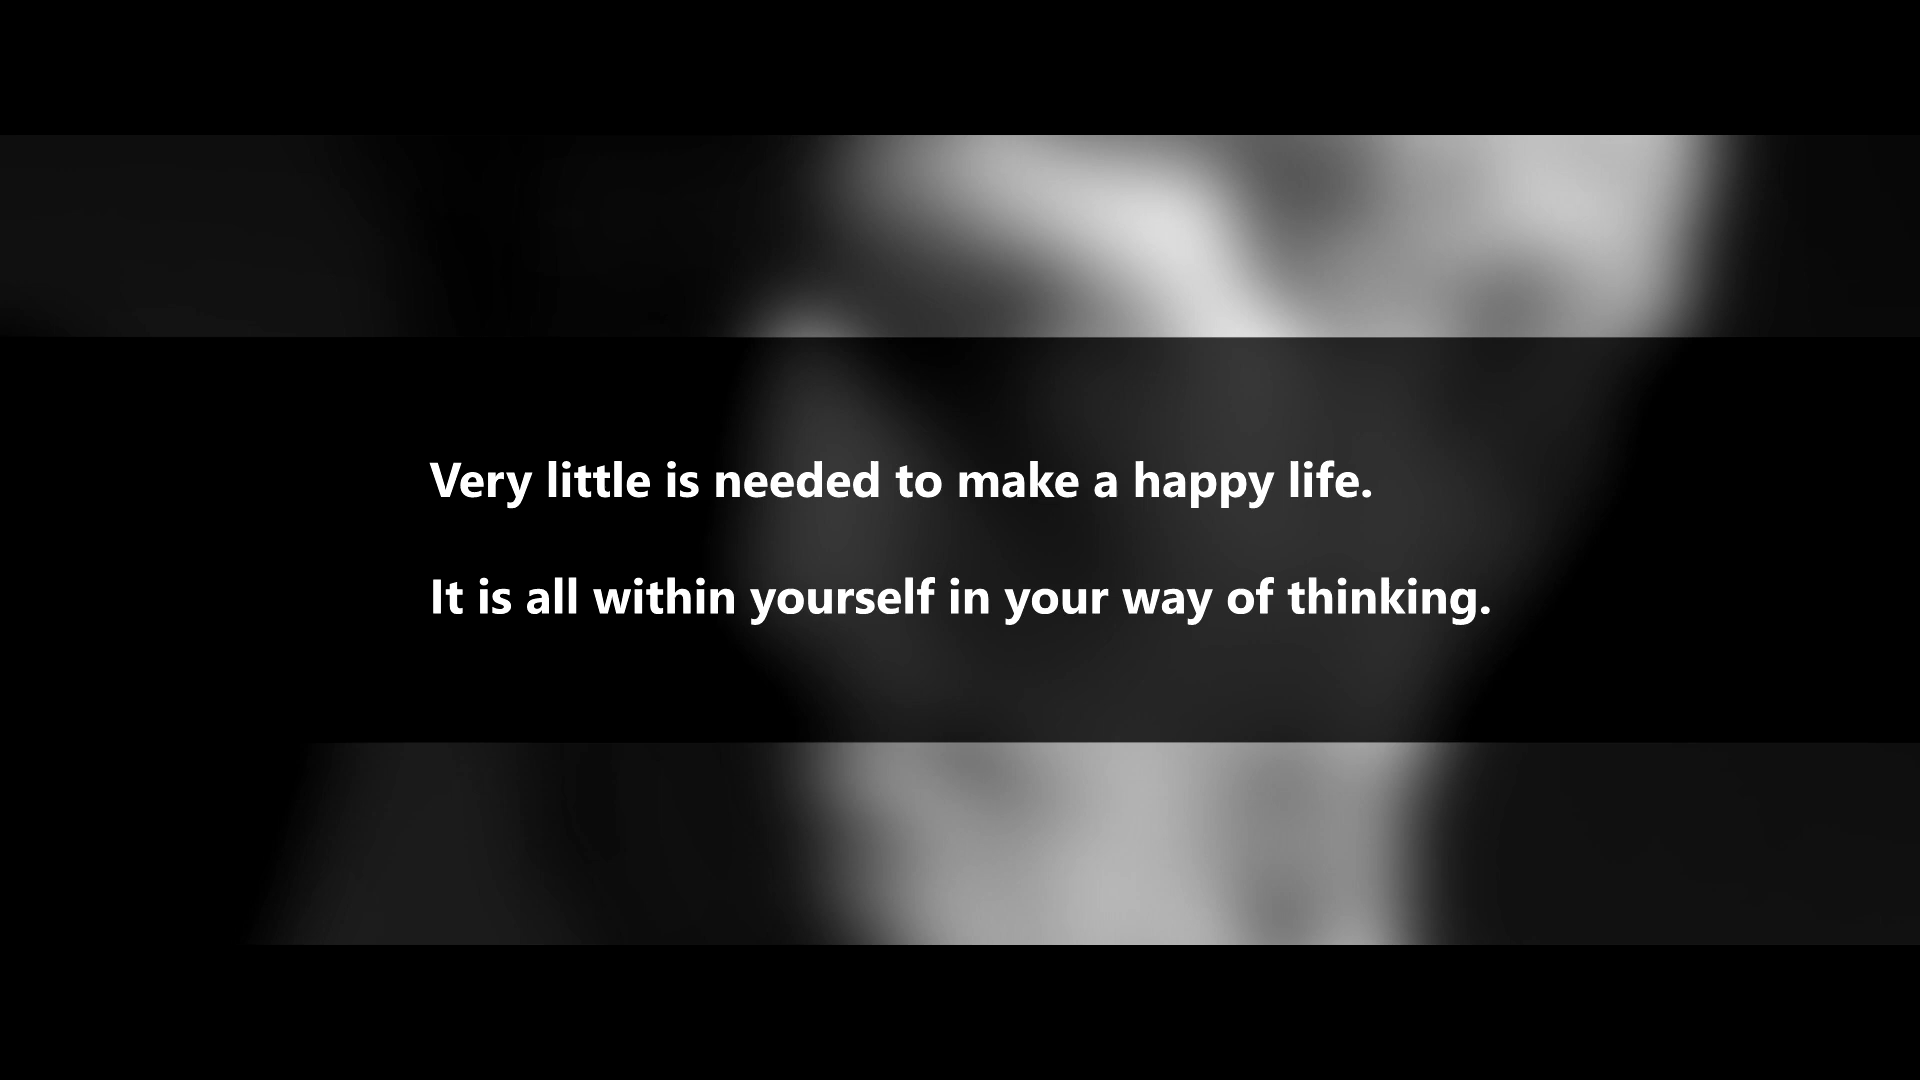 Very little is needed to make a happy life.
It is all within yourself in your way of thinking.